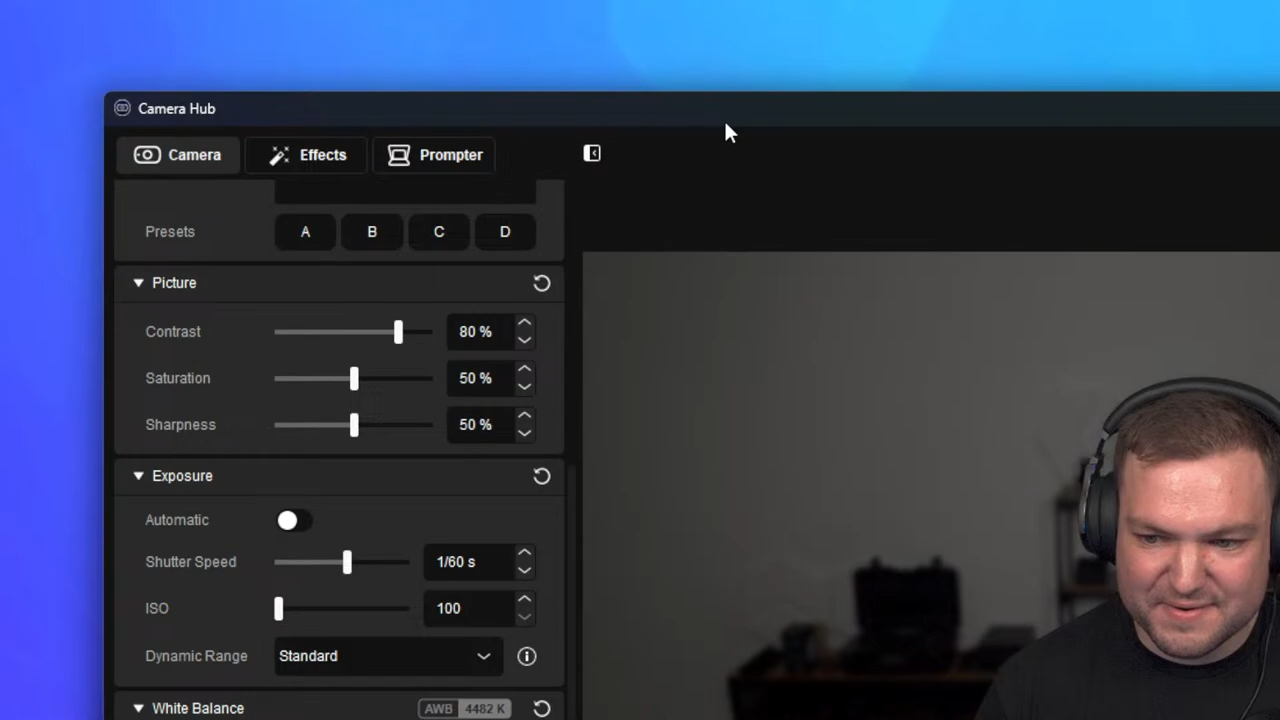 Camera Hub
Camera Effects Prompter
Presets A B C D
Picture
Contrast 80 %
Saturation 50 %
Sharpness 50 %
Exposure
Automatic
Shutter Speed 1/60 s
ISO 100
Dynamic Range Standard
White Balance AWB 4482 K